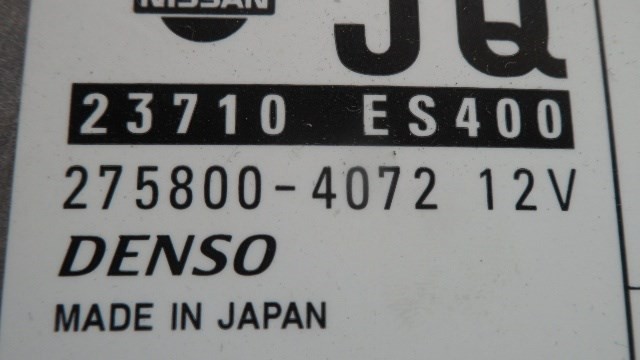 NISSAN
JQ
23710 ES400
275800-4072 12V
DENSO
MADE IN JAPAN